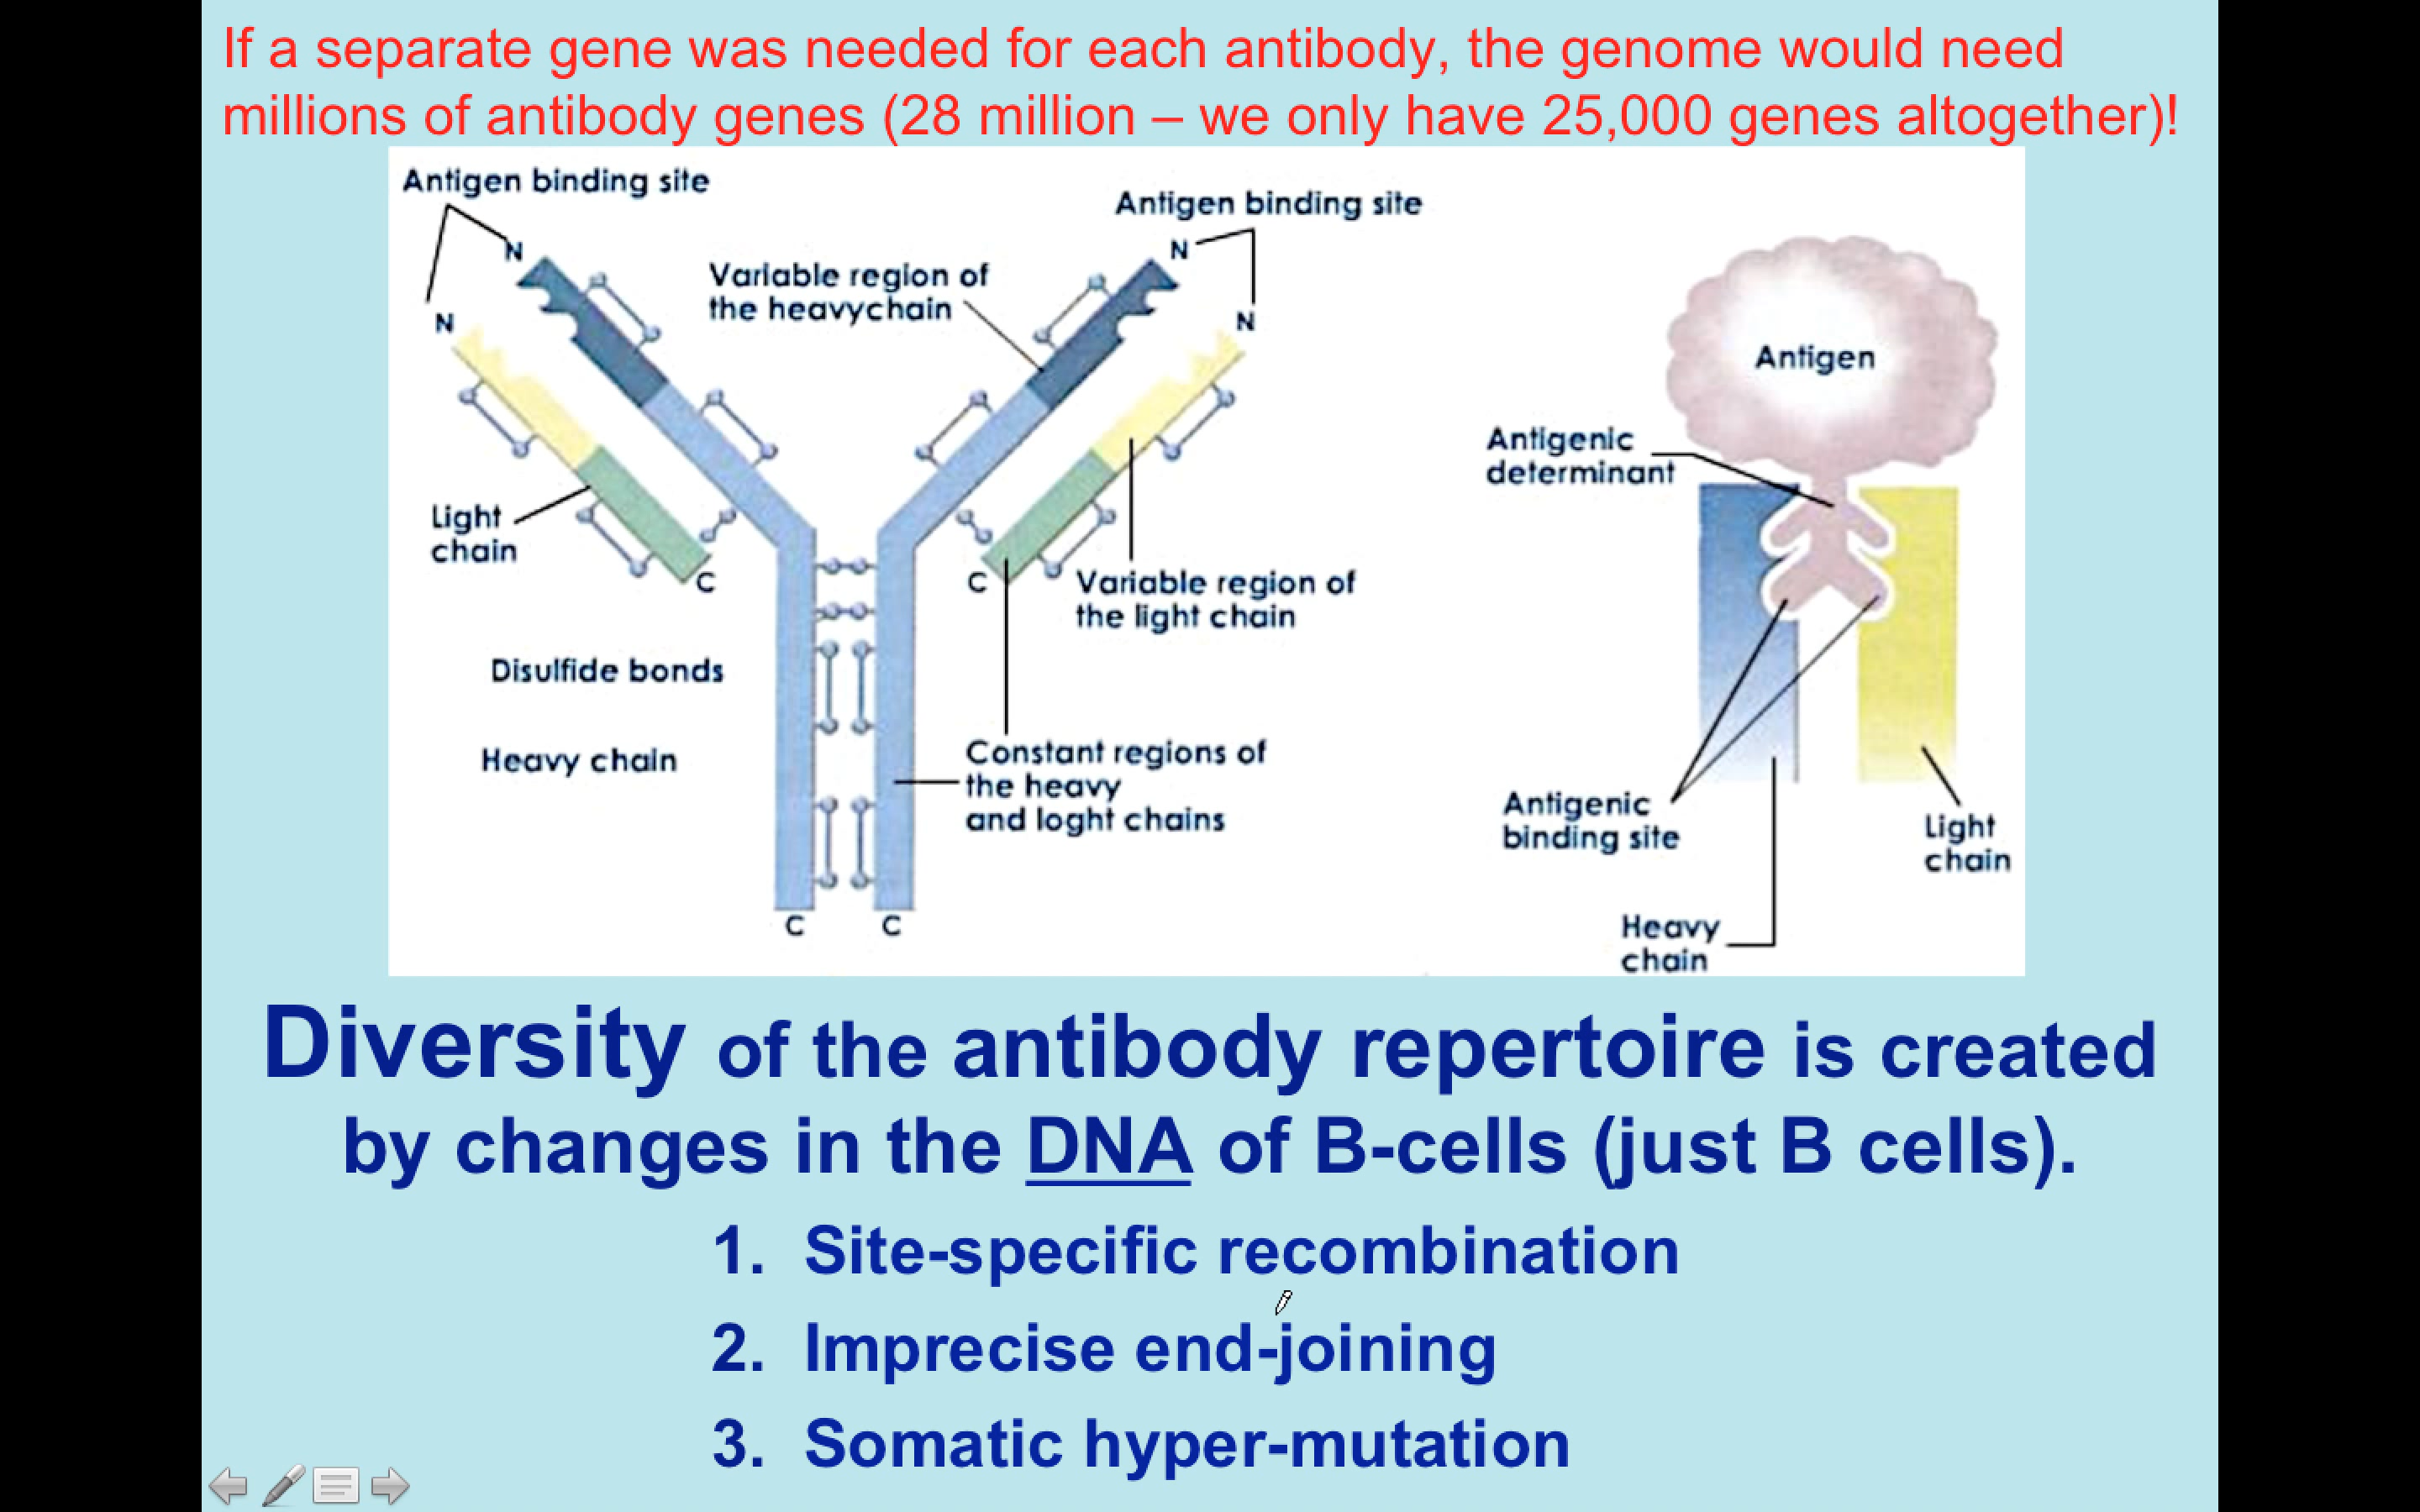 If a separate gene was needed for each antibody, the genome would need
millions of antibody genes (28 million – we only have 25,000 genes altogether)!
Antigen binding site
Antigen binding site
N
N
Variable region of
the heavychain
N
N
Antigen
Antigenic
determinant
Light
chain
C
C
Variable region of
the light chain
Disulfide bonds
Heavy chain
Constant regions of
the heavy
and loght chains
C
C
Antigenic
binding site
Light
chain
Heavy
chain
Diversity of the antibody repertoire is created
by changes in the DNA of B-cells (just B cells).
1. Site-specific recombination
2. Imprecise end-joining
3. Somatic hyper-mutation